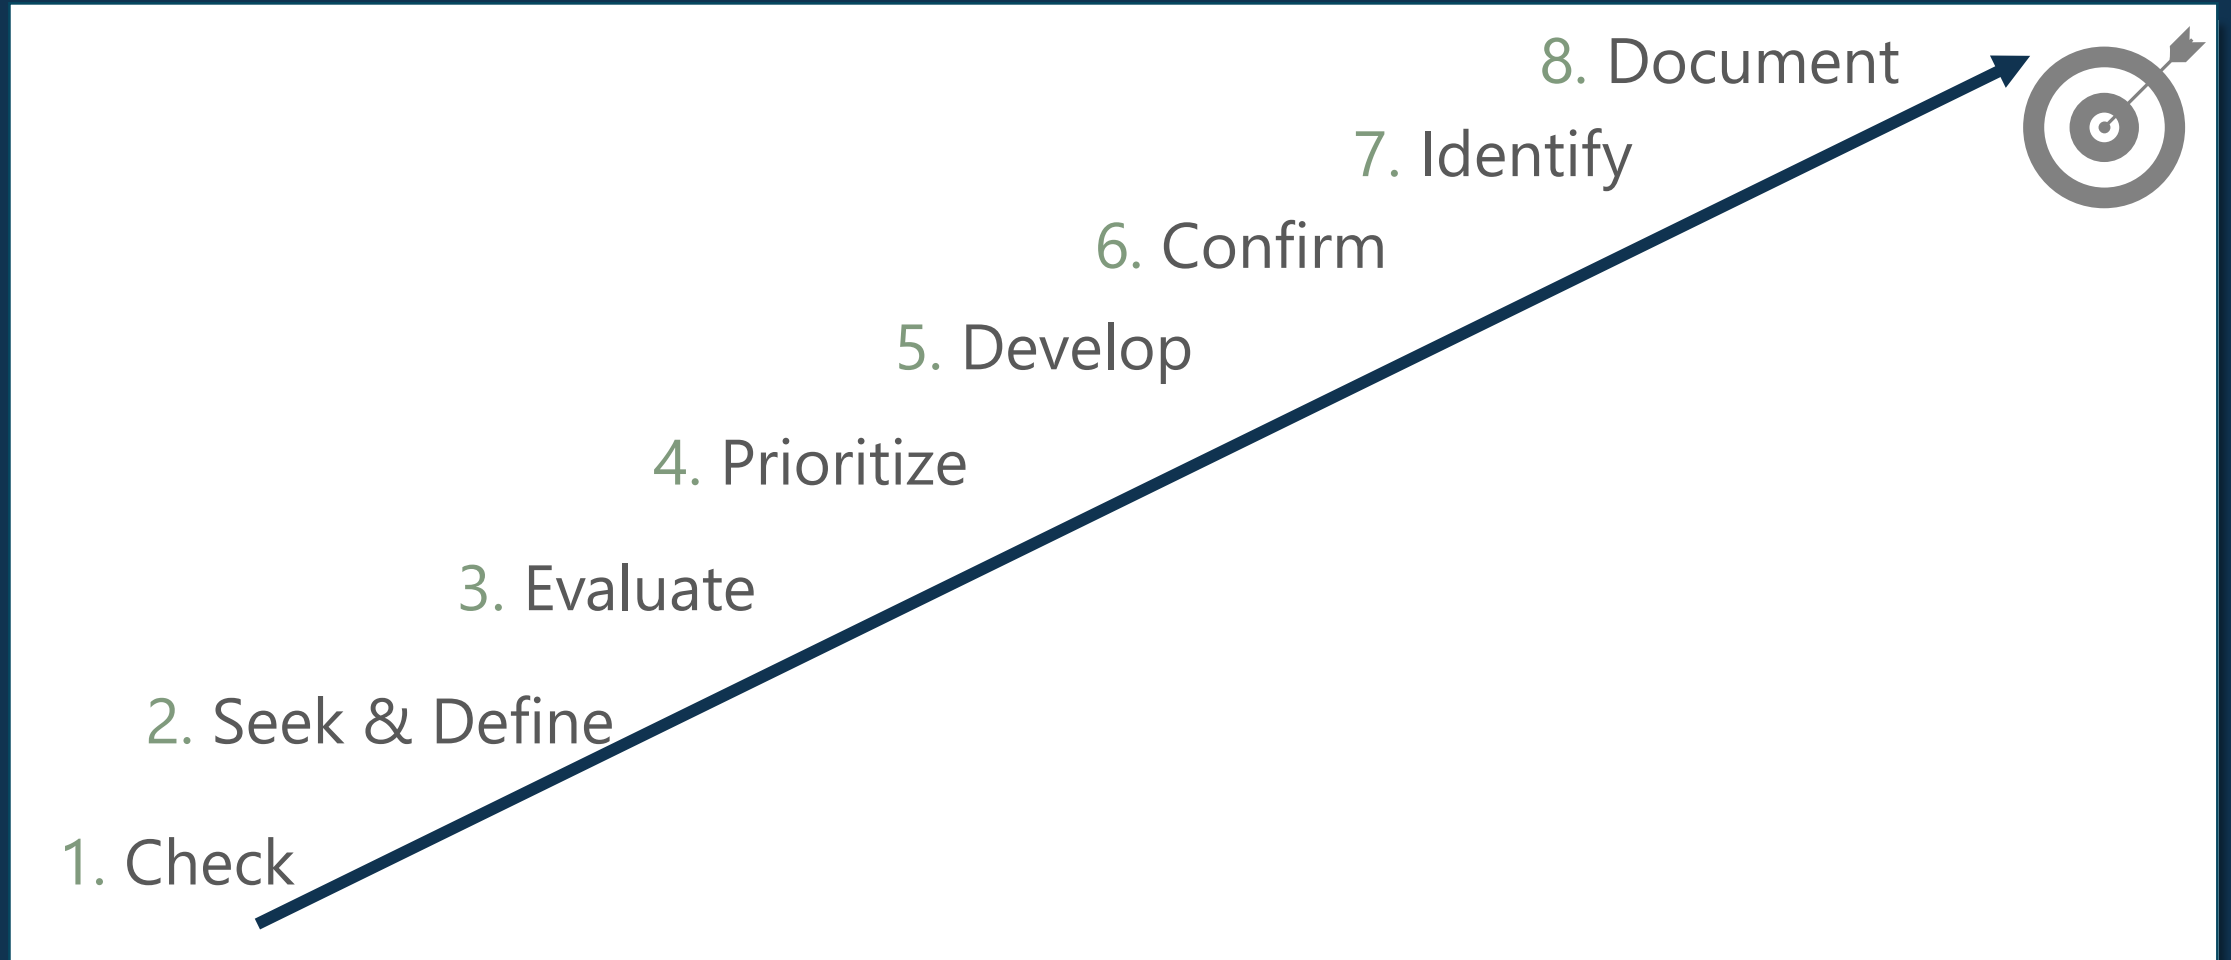 8. Document
7. Identify
6. Confirm
5. Develop
4. Prioritize
3. Evaluate
2. Seek & Define
1. Check